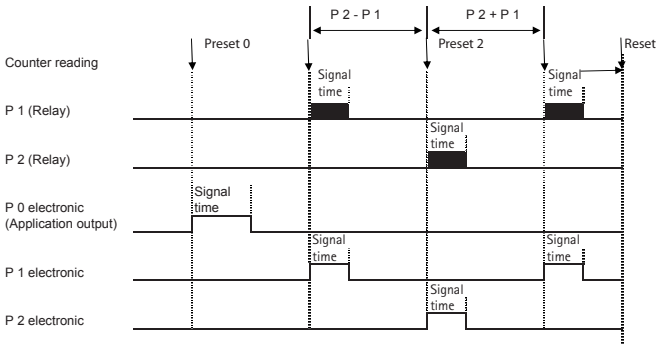 P 2 - P 1
P 2 + P 1
Preset 0
Preset 2
Reset
Counter reading
Signal
time
Signal
time
P 1 (Relay)
Signal
time
P 2 (Relay)
Signal
time
P 0 electronic
(Application output)
Signal
time
Signal
time
P 1 electronic
Signal
time
P 2 electronic